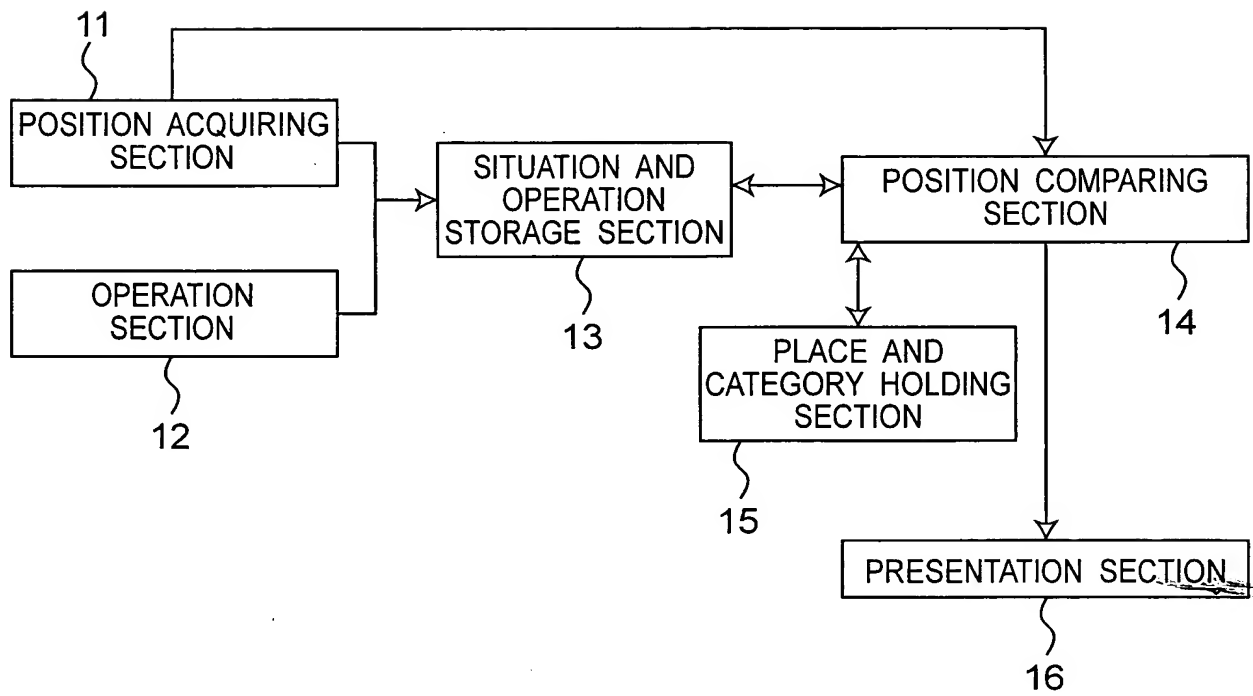 11
POSITION ACQUIRING
SECTION
OPERATION
SECTION
12
SITUATION AND
OPERATION
STORAGE SECTION
13
POSITION COMPARING
SECTION
14
PLACE AND
CATEGORY HOLDING
SECTION
15
PRESENTATION SECTION
16